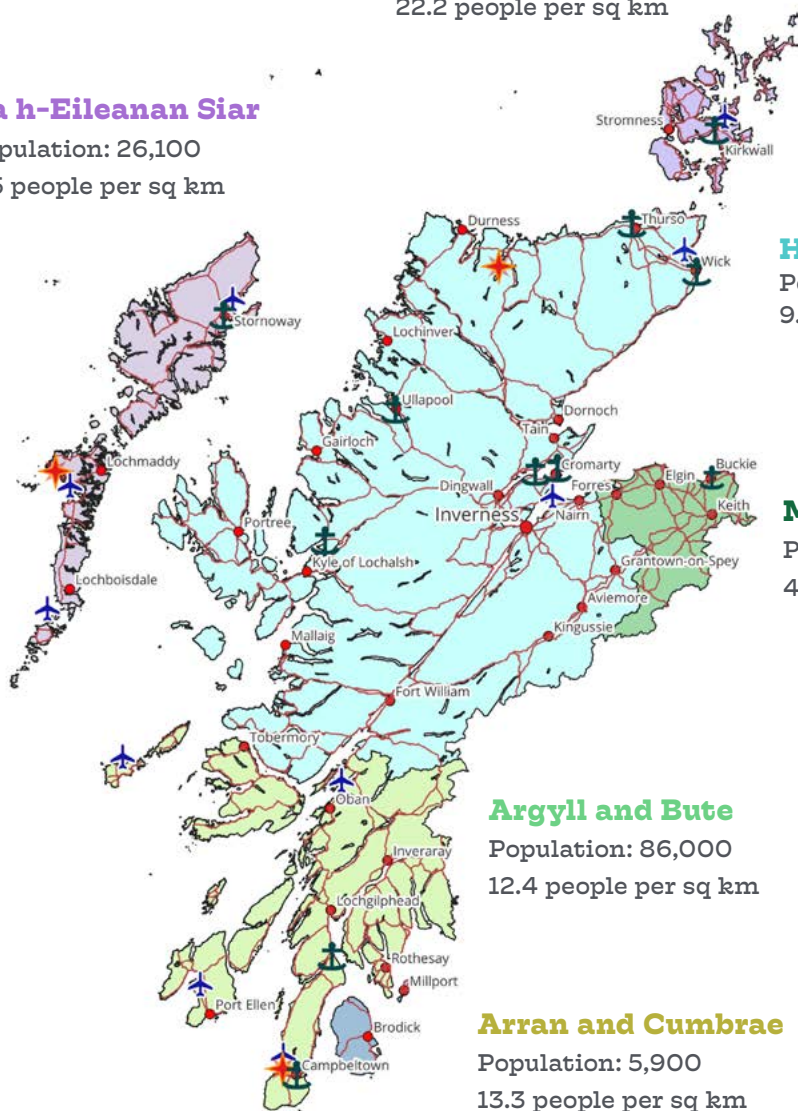 22.2 people per sq km
a h-Eileanan Siar
pulation: 26,100
5 people per sq km
Stromness
Kirkwall
Durness
Thurso
Wick
H
P
9.
Stornoway
Lochinver
Ullapool
Dornoch
Tain
Gairloch
Lochmaddy
Cromarty
Buckie
Dingwall
Forres
Elgin
Keith
Inverness
Nairn
M
P
4
Portree
Kyle of Lochalsh
Grantown-on-Spey
Lochboisdale
Aviemore
Kingussie
Mallaig
Fort William
Tobermory
Oban
Argyll and Bute
Population: 86,000
12.4 people per sq km
Inveraray
Lochgilphead
Rothesay
Millport
Port Ellen
Brodick
Arran and Cumbrae
Population: 5,900
13.3 people per sq km
Campbeltown